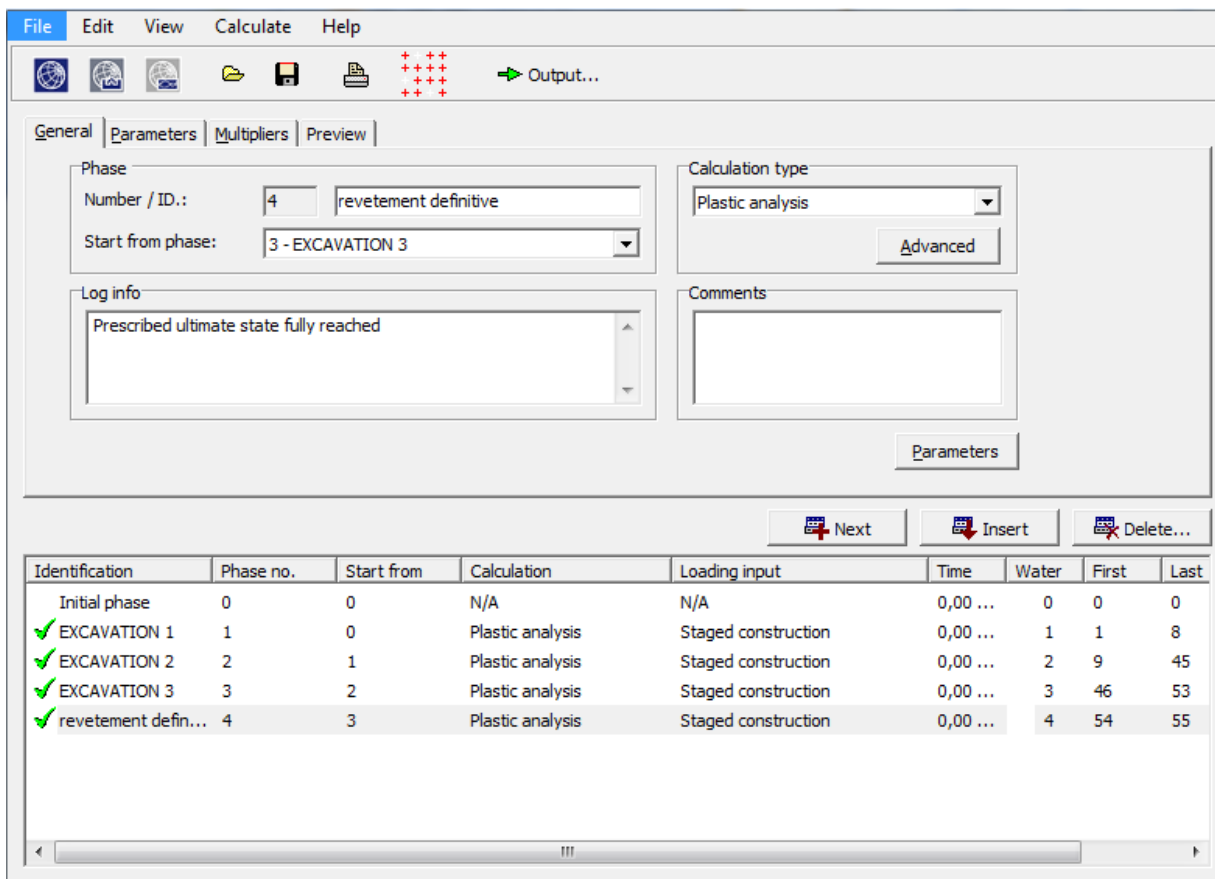 File Edit View Calculate Help
Output...
General Parameters Multipliers Preview
Phase Calculation type
Number / ID.: 4 revetement definitive Plastic analysis
Start from phase: 3 - EXCAVATION 3 Advanced
Log info Comments
Prescribed ultimate state fully reached
Parameters
Next Insert Delete...
Identification Phase no. Start from Calculation Loading input Time Water First Last
Initial phase 0 0 N/A N/A 0,00 ... 0 0 0
EXCAVATION 1 1 0 Plastic analysis Staged construction 0,00 ... 1 1 8
EXCAVATION 2 2 1 Plastic analysis Staged construction 0,00 ... 2 9 45
EXCAVATION 3 3 2 Plastic analysis Staged construction 0,00 ... 3 46 53
revetement defin... 4 3 Plastic analysis Staged construction 0,00 ... 4 54 55